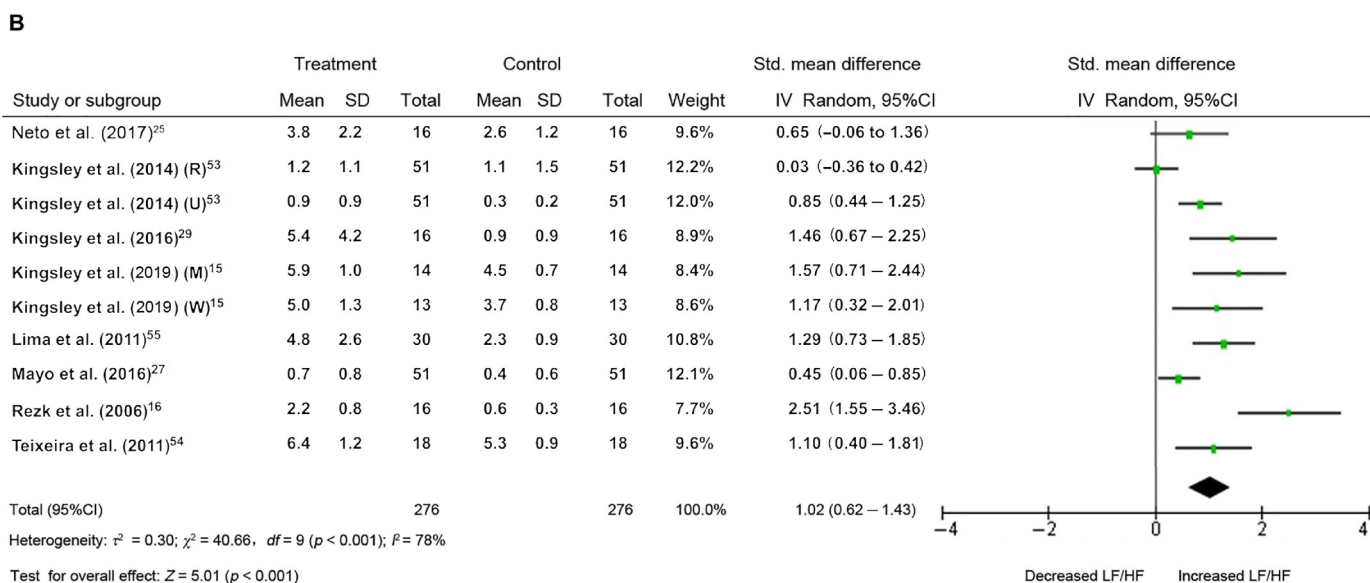 B
Treatment Control Std. mean difference Std. mean difference
Study or subgroup Mean SD Total Mean SD Total Weight IV Random, 95%CI IV Random, 95%CI
Neto et al. (2017)²⁵ 3.8 2.2 16 2.6 1.2 16 9.6% 0.65 (−0.06 to 1.36)
Kingsley et al. (2014) (R)⁵³ 1.2 1.1 51 1.1 1.5 51 12.2% 0.03 (−0.36 to 0.42)
Kingsley et al. (2014) (U)⁵³ 0.9 0.9 51 0.3 0.2 51 12.0% 0.85 (0.44 – 1.25)
Kingsley et al. (2016)²⁹ 5.4 4.2 16 0.9 0.9 16 8.9% 1.46 (0.67 – 2.25)
Kingsley et al. (2019) (M)¹⁵ 5.9 1.0 14 4.5 0.7 14 8.4% 1.57 (0.71 – 2.44)
Kingsley et al. (2019) (W)¹⁵ 5.0 1.3 13 3.7 0.8 13 8.6% 1.17 (0.32 – 2.01)
Lima et al. (2011)⁵⁵ 4.8 2.6 30 2.3 0.9 30 10.8% 1.29 (0.73 – 1.85)
Mayo et al. (2016)²⁷ 0.7 0.8 51 0.4 0.6 51 12.1% 0.45 (0.06 – 0.85)
Rezk et al. (2006)¹⁶ 2.2 0.8 16 0.6 0.3 16 7.7% 2.51 (1.55 – 3.46)
Teixeira et al. (2011)⁵⁴ 6.4 1.2 18 5.3 0.9 18 9.6% 1.10 (0.40 – 1.81)
Total (95%CI) 276 276 100.0% 1.02 (0.62 – 1.43)
−4 −2 0 2 4
Heterogeneity: τ² = 0.30; χ² = 40.66, df = 9 (p < 0.001); I² = 78%
Test for overall effect: Z = 5.01 (p < 0.001) Decreased LF/HF Increased LF/HF